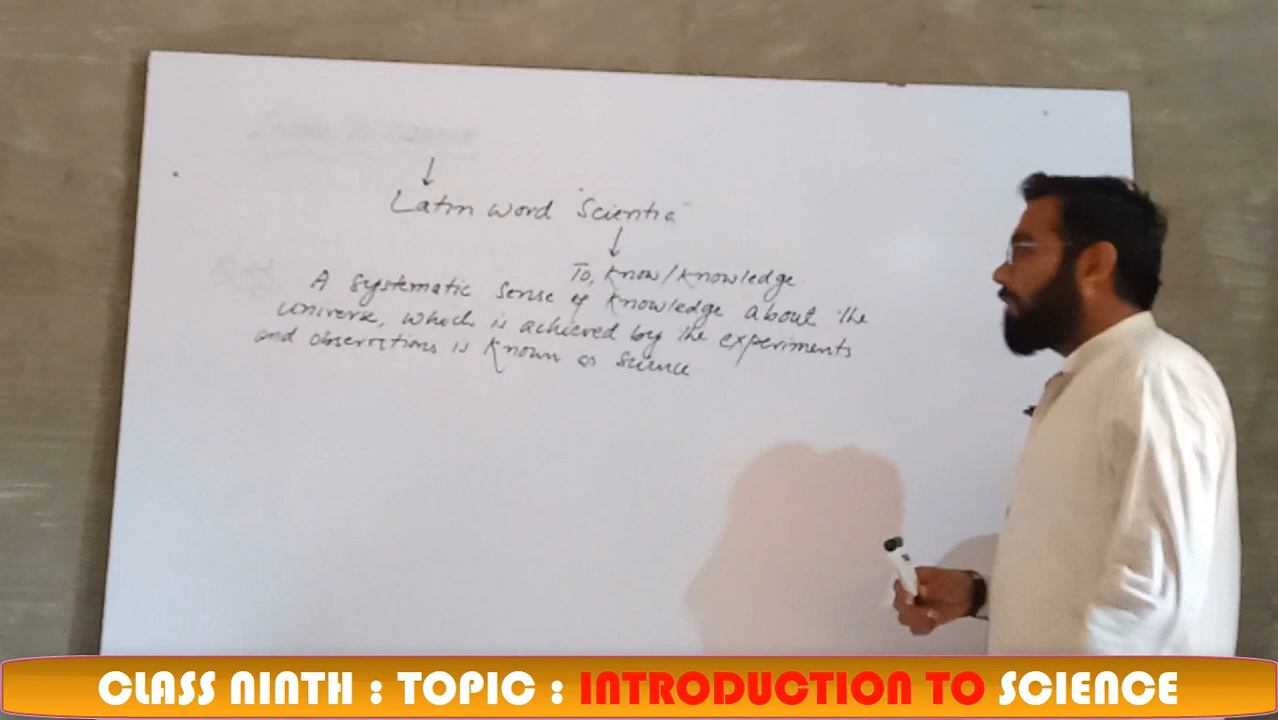 ↓
Latin word "Scientia"
↓
To, Know/Knowledge
A systematic sense of knowledge about the
universe, which is achieved by the experiments
and observations is known as science
CLASS NINTH : TOPIC : INTRODUCTION TO SCIENCE